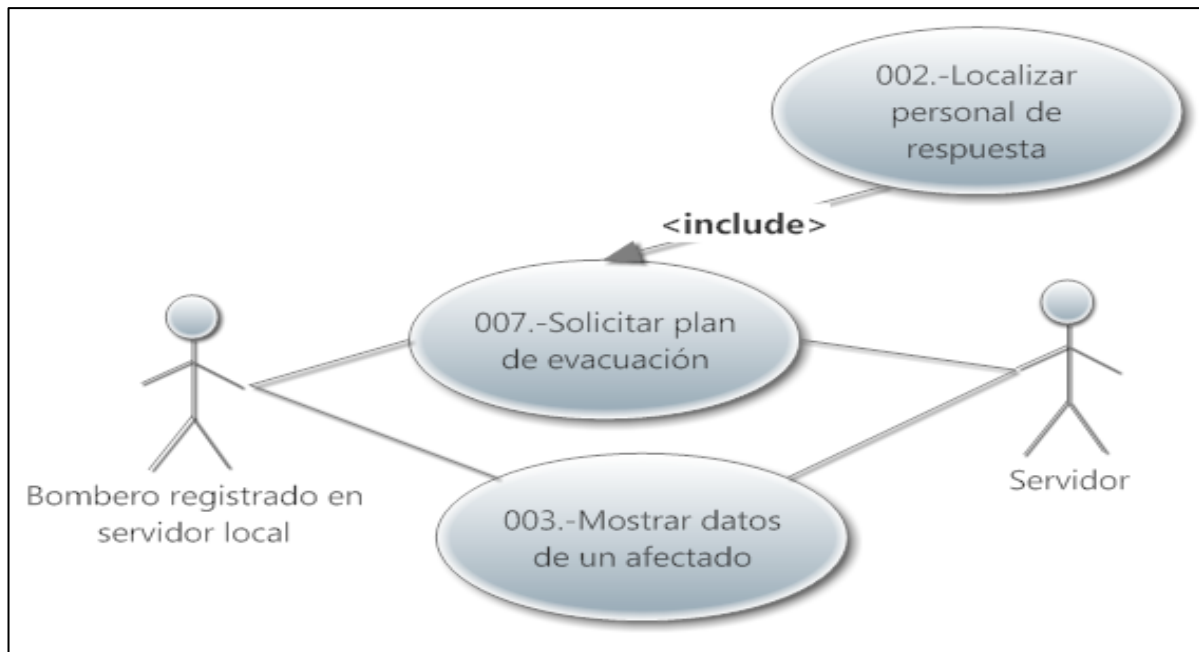 002.-Localizar
personal de
respuesta
<include>
007.-Solicitar plan
de evacuación
Bombero registrado en
servidor local
Servidor
003.-Mostrar datos
de un afectado